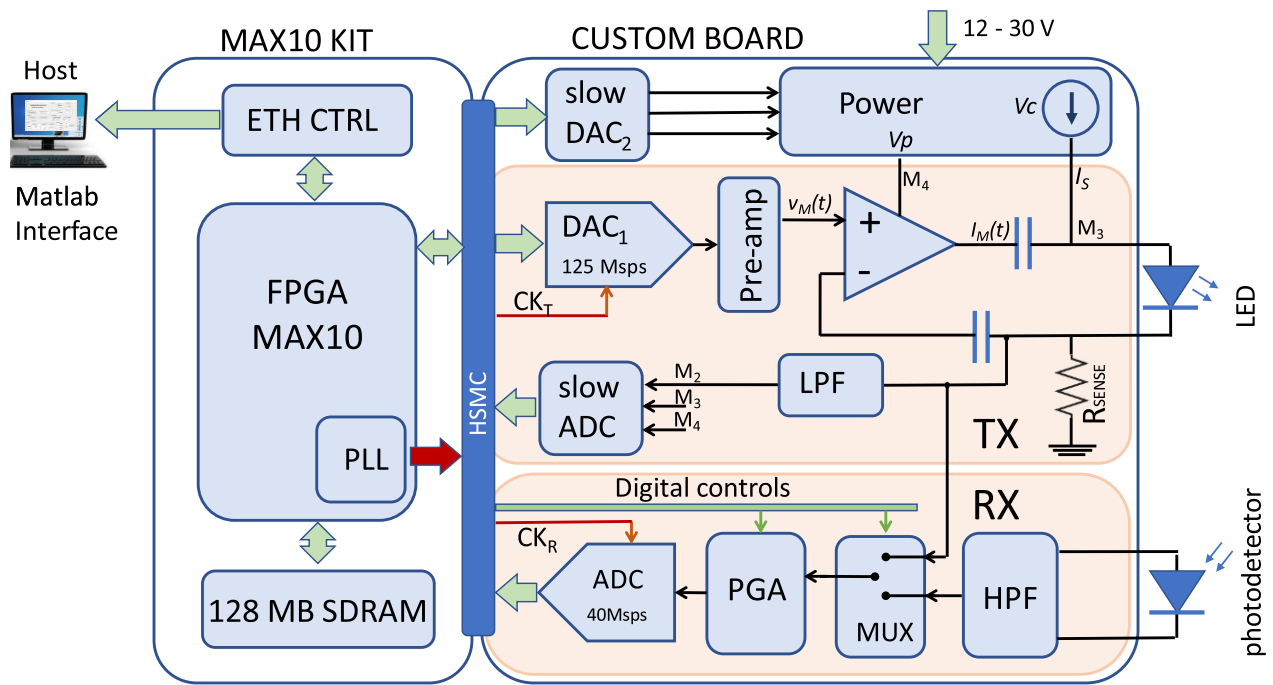 MAX10 KIT
CUSTOM BOARD
12 - 30 V
Host
Matlab
Interface
ETH CTRL
FPGA
MAX10
PLL
128 MB SDRAM
HSMC
slow
DAC2
Power
Vc
Vp
M4
IS
DAC1
125 Msps
CKT
Pre-amp
vM(t)
+
-
IM(t)
M3
LED
RSENSE
TX
LPF
M2
M3
M4
slow
ADC
Digital controls
RX
CKR
ADC
40Msps
PGA
MUX
HPF
photodetector